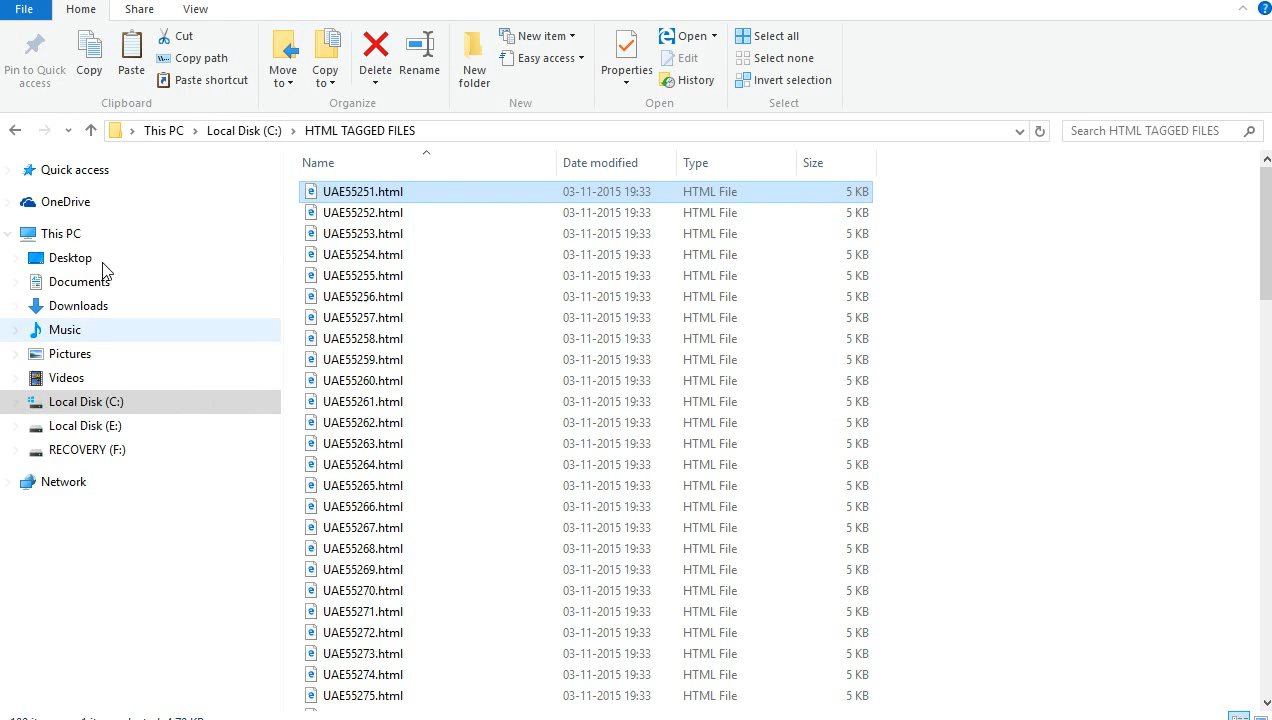 File Home Share View
Pin to Quick access
Copy
Paste
Cut
Copy path
Paste shortcut
Clipboard
Move to
Copy to
Delete
Rename
Organize
New folder
New item
Easy access
New
Properties
Open
Edit
History
Open
Select all
Select none
Invert selection
Select
This PC Local Disk (C:) HTML TAGGED FILES
Search HTML TAGGED FILES
Quick access
OneDrive
This PC
Desktop
Documents
Downloads
Music
Pictures
Videos
Local Disk (C:)
Local Disk (E:)
RECOVERY (F:)
Network
Name Date modified Type Size
UAE55251.html 03-11-2015 19:33 HTML File 5 KB
UAE55252.html 03-11-2015 19:33 HTML File 5 KB
UAE55253.html 03-11-2015 19:33 HTML File 5 KB
UAE55254.html 03-11-2015 19:33 HTML File 5 KB
UAE55255.html 03-11-2015 19:33 HTML File 5 KB
UAE55256.html 03-11-2015 19:33 HTML File 5 KB
UAE55257.html 03-11-2015 19:33 HTML File 5 KB
UAE55258.html 03-11-2015 19:33 HTML File 5 KB
UAE55259.html 03-11-2015 19:33 HTML File 5 KB
UAE55260.html 03-11-2015 19:33 HTML File 5 KB
UAE55261.html 03-11-2015 19:33 HTML File 5 KB
UAE55262.html 03-11-2015 19:33 HTML File 5 KB
UAE55263.html 03-11-2015 19:33 HTML File 5 KB
UAE55264.html 03-11-2015 19:33 HTML File 5 KB
UAE55265.html 03-11-2015 19:33 HTML File 5 KB
UAE55266.html 03-11-2015 19:33 HTML File 5 KB
UAE55267.html 03-11-2015 19:33 HTML File 5 KB
UAE55268.html 03-11-2015 19:33 HTML File 5 KB
UAE55269.html 03-11-2015 19:33 HTML File 5 KB
UAE55270.html 03-11-2015 19:33 HTML File 5 KB
UAE55271.html 03-11-2015 19:33 HTML File 5 KB
UAE55272.html 03-11-2015 19:33 HTML File 5 KB
UAE55273.html 03-11-2015 19:33 HTML File 5 KB
UAE55274.html 03-11-2015 19:33 HTML File 5 KB
UAE55275.html 03-11-2015 19:33 HTML File 5 KB